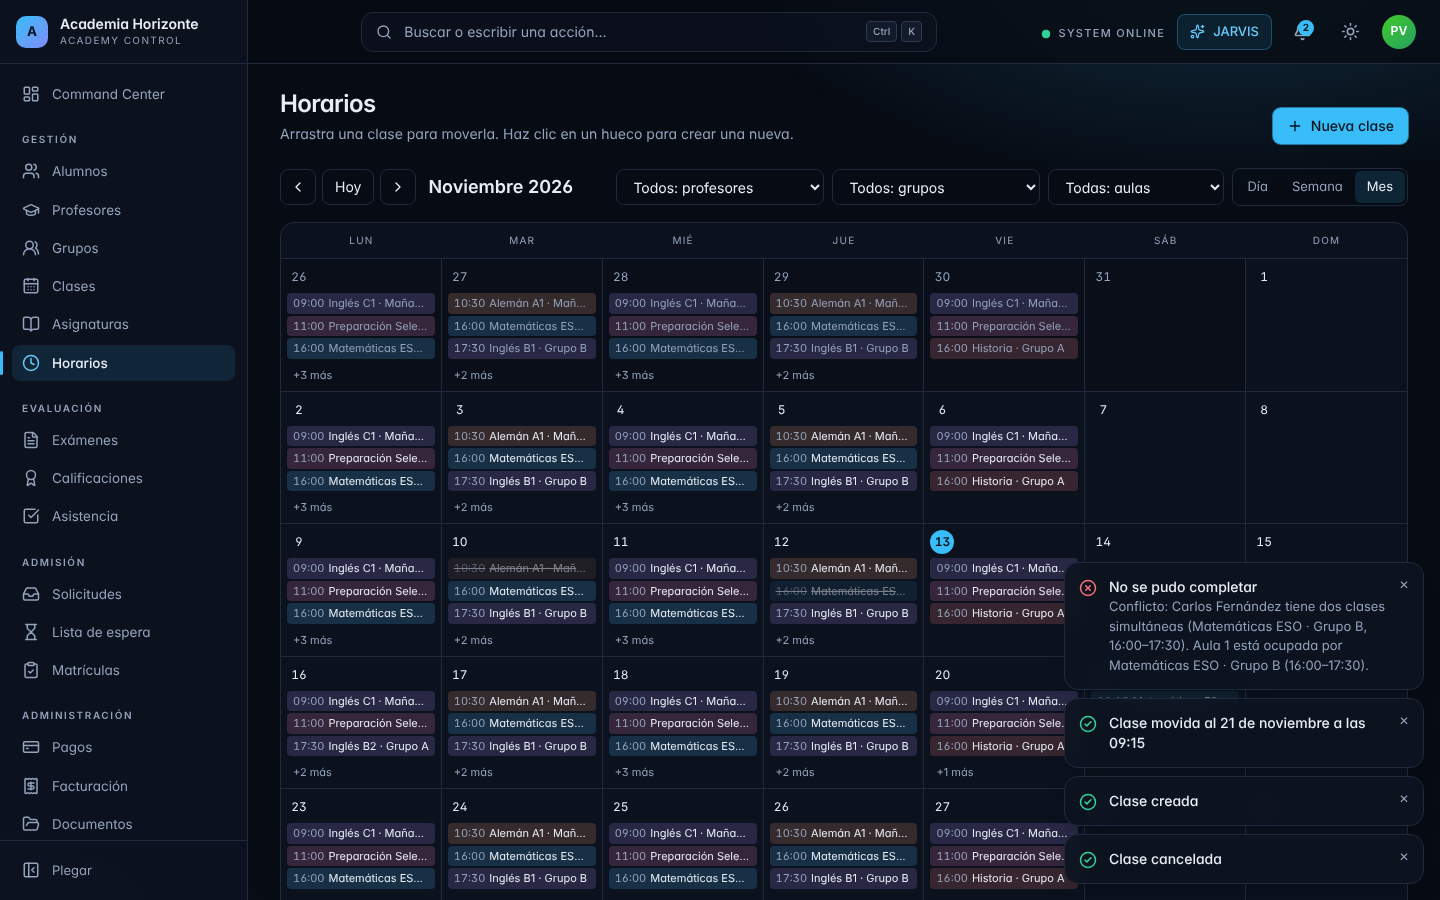 A
Academia Horizonte
ACADEMY CONTROL
Buscar o escribir una acción...
Ctrl K
SYSTEM ONLINE
JARVIS
2
PV
Command Center
GESTIÓN
Alumnos
Profesores
Grupos
Clases
Asignaturas
Horarios
EVALUACIÓN
Exámenes
Calificaciones
Asistencia
ADMISIÓN
Solicitudes
Lista de espera
Matrículas
ADMINISTRACIÓN
Pagos
Facturación
Documentos
Plegar
Horarios
Arrastra una clase para moverla. Haz clic en un hueco para crear una nueva.
Nueva clase
Hoy
Noviembre 2026
Todos: profesores
Todos: grupos
Todas: aulas
Día Semana Mes
LUN MAR MIÉ JUE VIE SÁB DOM
26 27 28 29 30 31 1
09:00 Inglés C1 · Maña... 10:30 Alemán A1 · Mañ... 09:00 Inglés C1 · Maña... 10:30 Alemán A1 · Mañ... 09:00 Inglés C1 · Maña...
11:00 Preparación Sele... 16:00 Matemáticas ES... 11:00 Preparación Sele... 16:00 Matemáticas ES... 11:00 Preparación Sele...
16:00 Matemáticas ES... 17:30 Inglés B1 · Grupo B 16:00 Matemáticas ES... 17:30 Inglés B1 · Grupo B 16:00 Historia · Grupo A
+3 más +2 más +3 más +2 más
2 3 4 5 6 7 8
09:00 Inglés C1 · Maña... 10:30 Alemán A1 · Mañ... 09:00 Inglés C1 · Maña... 10:30 Alemán A1 · Mañ... 09:00 Inglés C1 · Maña...
11:00 Preparación Sele... 16:00 Matemáticas ES... 11:00 Preparación Sele... 16:00 Matemáticas ES... 11:00 Preparación Sele...
16:00 Matemáticas ES... 17:30 Inglés B1 · Grupo B 16:00 Matemáticas ES... 17:30 Inglés B1 · Grupo B 16:00 Historia · Grupo A
+3 más +2 más +3 más +2 más
9 10 11 12 13 14 15
09:00 Inglés C1 · Maña... 10:30 Alemán A1 · Mañ... 09:00 Inglés C1 · Maña... 10:30 Alemán A1 · Mañ... 09:00 Inglés C1 · Maña...
11:00 Preparación Sele... 16:00 Matemáticas ES... 11:00 Preparación Sele... 16:00 Matemáticas ES... 11:00 Preparación Sele...
16:00 Matemáticas ES... 17:30 Inglés B1 · Grupo B 16:00 Matemáticas ES... 17:30 Inglés B1 · Grupo B 16:00 Historia · Grupo A
+3 más +2 más +3 más +2 más
16 17 18 19 20
09:00 Inglés C1 · Maña... 10:30 Alemán A1 · Mañ... 09:00 Inglés C1 · Maña... 10:30 Alemán A1 · Mañ... 09:00 Inglés C1 · Maña...
11:00 Preparación Sele... 16:00 Matemáticas ES... 11:00 Preparación Sele... 16:00 Matemáticas ES... 11:00 Preparación Sele...
17:30 Inglés B2 · Grupo A 17:30 Inglés B1 · Grupo B 16:00 Matemáticas ES... 17:30 Inglés B1 · Grupo B 16:00 Historia · Grupo A
+2 más +2 más +3 más +2 más +1 más
23 24 25 26 27
09:00 Inglés C1 · Maña... 10:30 Alemán A1 · Mañ... 09:00 Inglés C1 · Maña... 10:30 Alemán A1 · Mañ... 09:00 Inglés C1 · Maña...
11:00 Preparación Sele... 16:00 Matemáticas ES... 11:00 Preparación Sele... 16:00 Matemáticas ES... 11:00 Preparación Sele...
16:00 Matemáticas ES... 17:30 Inglés B1 · Grupo B 16:00 Matemáticas ES... 17:30 Inglés B1 · Grupo B 16:00 Historia · Grupo A
No se pudo completar
Conflicto: Carlos Fernández tiene dos clases
simultáneas (Matemáticas ESO · Grupo B,
16:00–17:30). Aula 1 está ocupada por
Matemáticas ESO · Grupo B (16:00–17:30).
Clase movida al 21 de noviembre a las
09:15
Clase creada
Clase cancelada